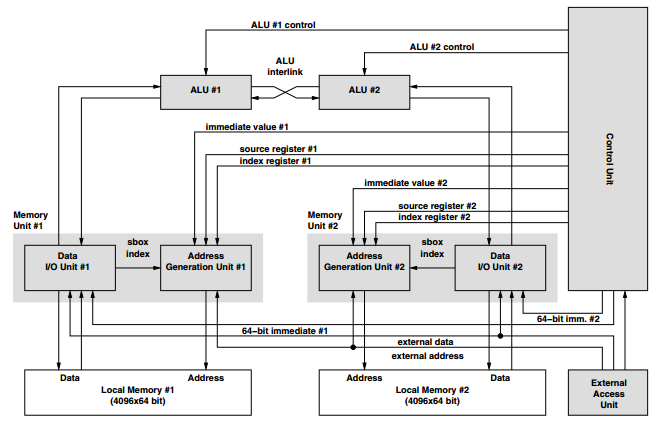 ALU #1 control
ALU #2 control
ALU
interlink
ALU #1
ALU #2
immediate value #1
source register #1
index register #1
immediate value #2
source register #2
index register #2
Control Unit
Memory
Unit #1
Memory
Unit #2
Data
I/O Unit #1
sbox
index
Address
Generation Unit #1
Address
Generation Unit #2
sbox
index
Data
I/O Unit #2
64−bit imm. #2
64−bit immediate #1
external data
external address
Data
Address
Local Memory #1
(4096x64 bit)
Address
Data
Local Memory #2
(4096x64 bit)
External
Access
Unit